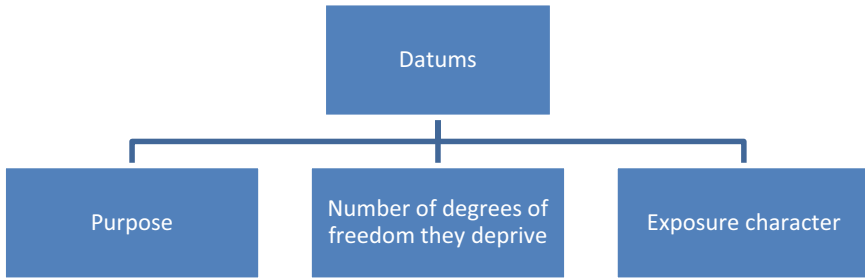 Datums
Purpose
Number of degrees of
freedom they deprive
Exposure character